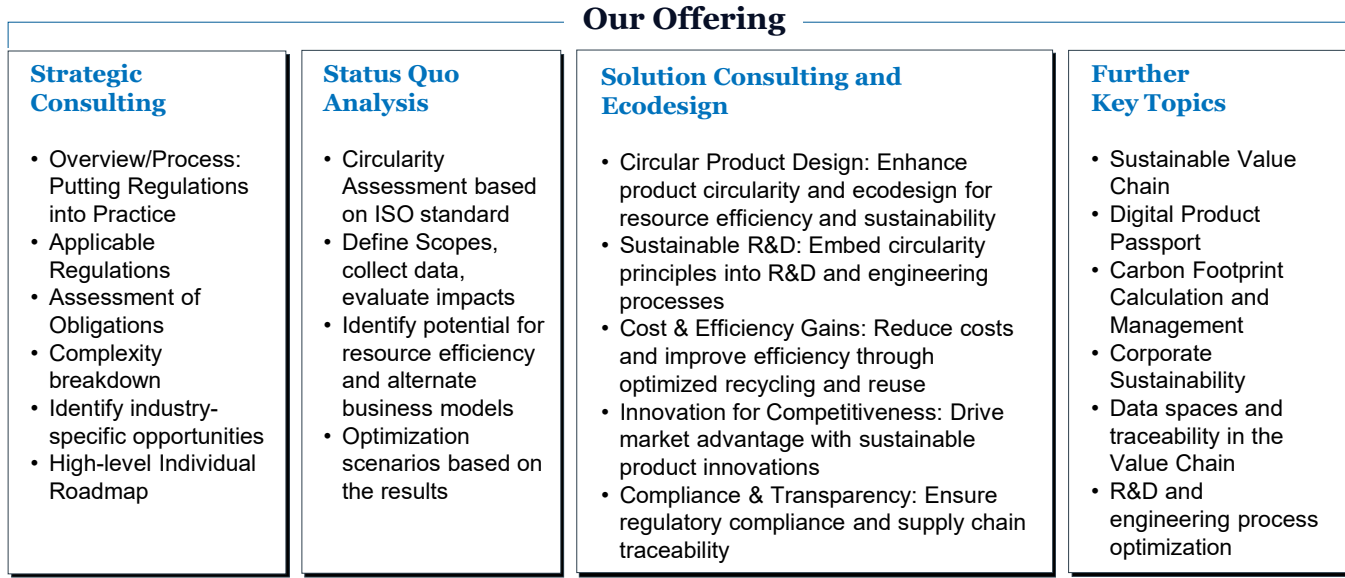 Our Offering
Strategic
Consulting
• Overview/Process:
Putting Regulations
into Practice
• Applicable
Regulations
• Assessment of
Obligations
• Complexity
breakdown
• Identify industry-
specific opportunities
• High-level Individual
Roadmap
Status Quo
Analysis
• Circularity
Assessment based
on ISO standard
• Define Scopes,
collect data,
evaluate impacts
• Identify potential for
resource efficiency
and alternate
business models
• Optimization
scenarios based on
the results
Solution Consulting and
Ecodesign
• Circular Product Design: Enhance
product circularity and ecodesign for
resource efficiency and sustainability
• Sustainable R&D: Embed circularity
principles into R&D and engineering
processes
• Cost & Efficiency Gains: Reduce costs
and improve efficiency through
optimized recycling and reuse
• Innovation for Competitiveness: Drive
market advantage with sustainable
product innovations
• Compliance & Transparency: Ensure
regulatory compliance and supply chain
traceability
Further
Key Topics
• Sustainable Value
Chain
• Digital Product
Passport
• Carbon Footprint
Calculation and
Management
• Corporate
Sustainability
• Data spaces and
traceability in the
Value Chain
• R&D and
engineering process
optimization